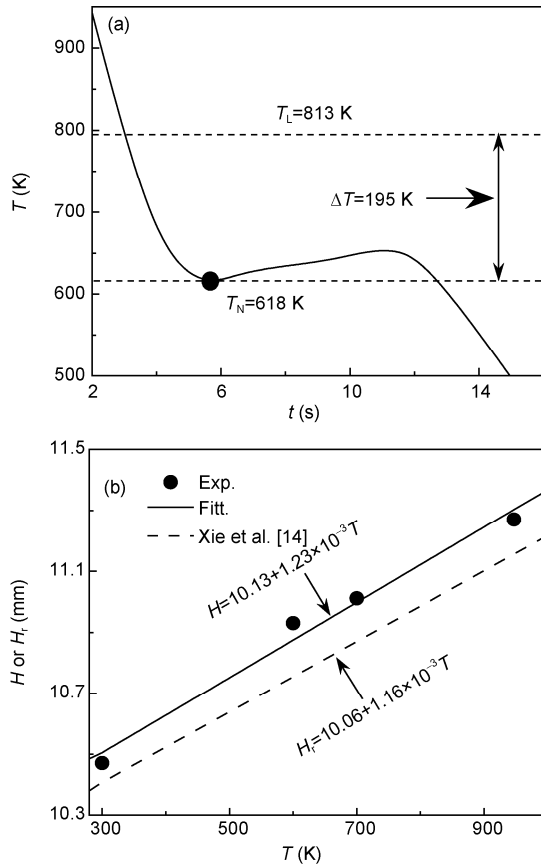 (a)
900
800
700
600
500
T (K)
T_L=813 K
ΔT=195 K
T_N=618 K
2 6 10 14
t (s)
(b)
11.5
11.1
10.7
10.3
H or H_r (mm)
Exp.
Fitt.
Xie et al. [14]
H=10.13+1.23×10⁻³T
H_r=10.06+1.16×10⁻³T
300 500 700 900
T (K)